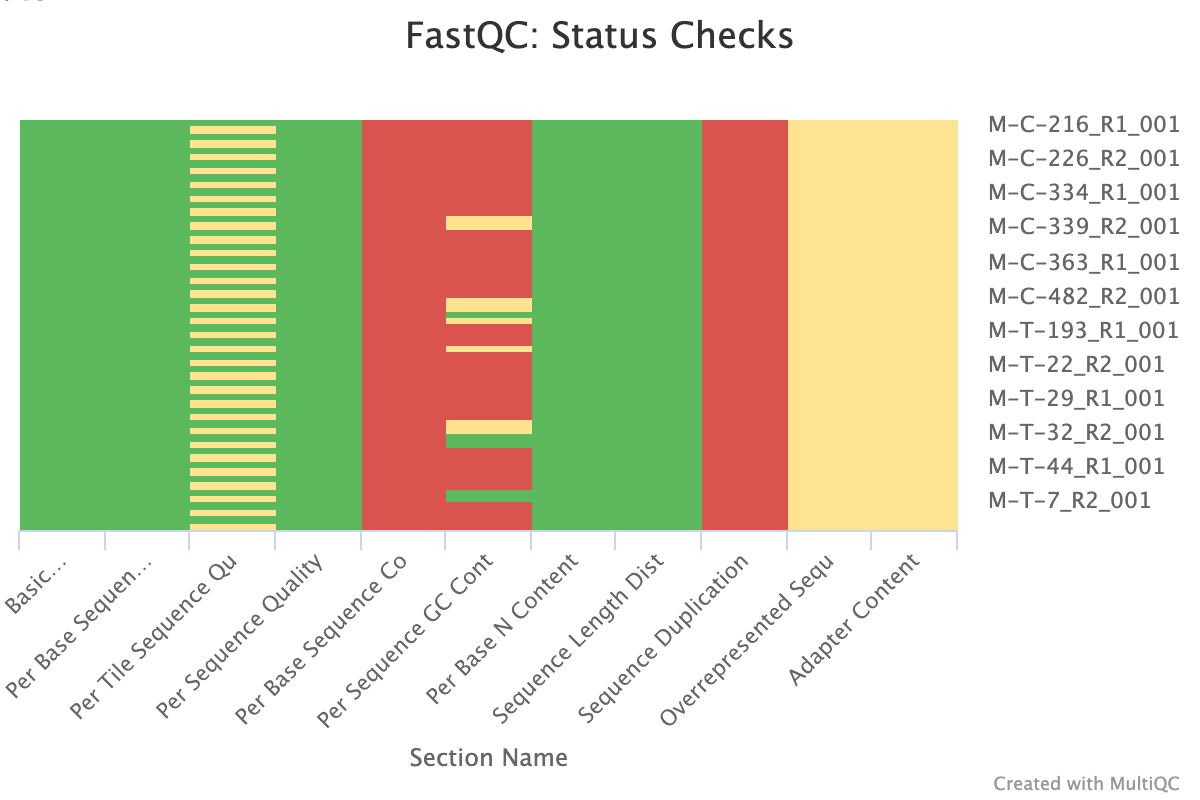 FastQC: Status Checks
M-C-216_R1_001
M-C-226_R2_001
M-C-334_R1_001
M-C-339_R2_001
M-C-363_R1_001
M-C-482_R2_001
M-T-193_R1_001
M-T-22_R2_001
M-T-29_R1_001
M-T-32_R2_001
M-T-44_R1_001
M-T-7_R2_001
Basic...
Per Base Sequen...
Per Tile Sequence Qu
Per Sequence Quality
Per Base Sequence Co
Per Sequence GC Cont
Per Base N Content
Sequence Length Dist
Sequence Duplication
Overrepresented Sequ
Adapter Content
Section Name
Created with MultiQC